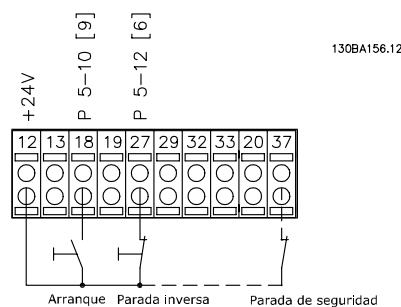 +24V
P 5-10 [9]
P 5-12 [6]
130BA156.12
12 13 18 19 27 29 32 33 20 37
Arranque Parada inversa Parada de seguridad